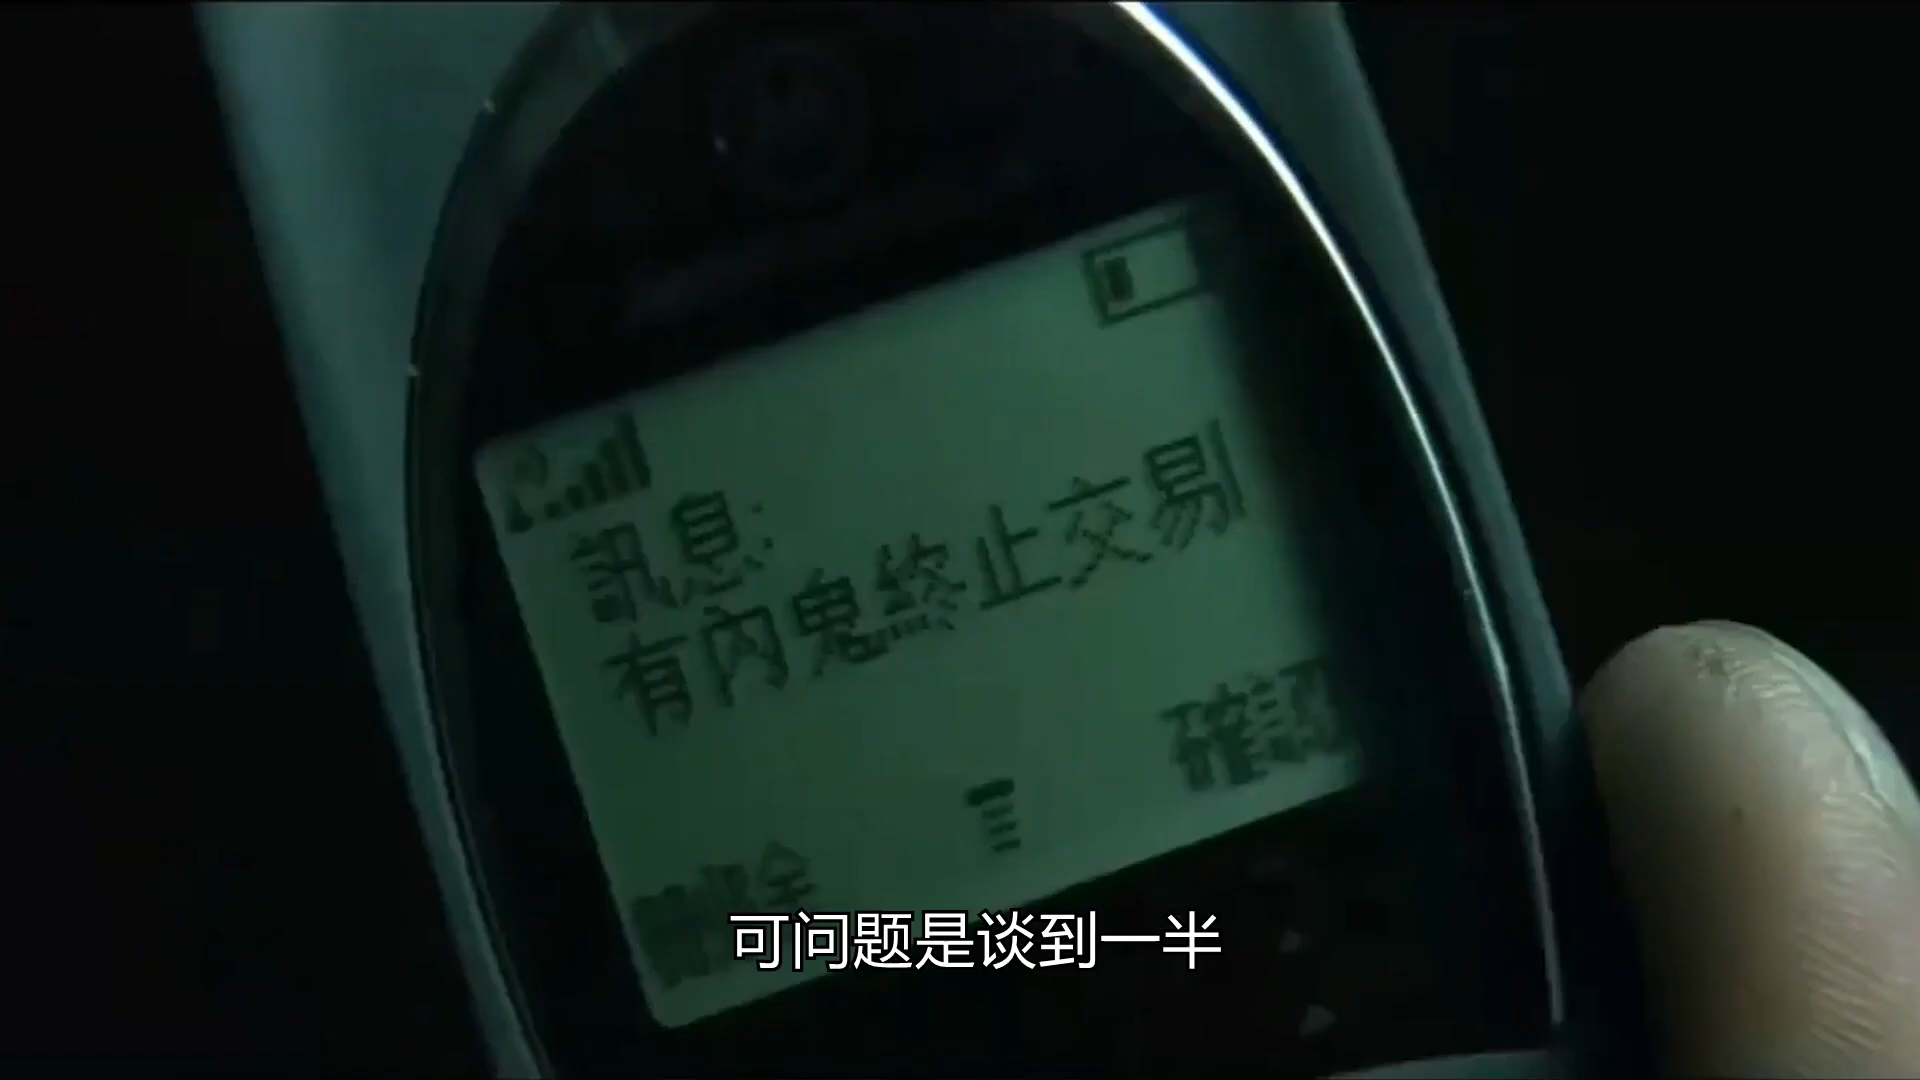 訊息:
有內鬼終止交易
確認
可问题是谈到一半